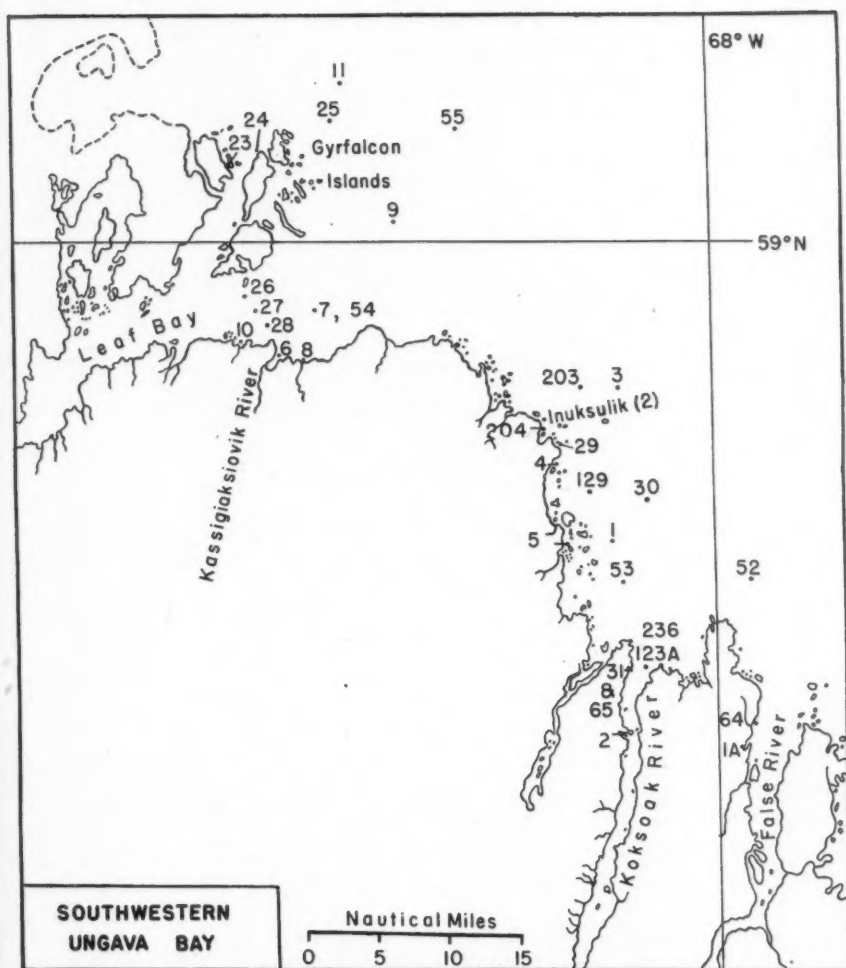 68° W
11
25
55
24
23
Gyrfalcon
Islands
9
59° N
26
27
7, 54
28
10
6 8
Leaf Bay
Kassigiaksiovik River
203 3
Inuksulik (2)
204
29
4
129
30
5
1
53
52
236
123A
31
&
65
2
64
1A
Koksoak River
False River
SOUTHWESTERN
UNGAVA BAY
Nautical Miles
0 5 10 15